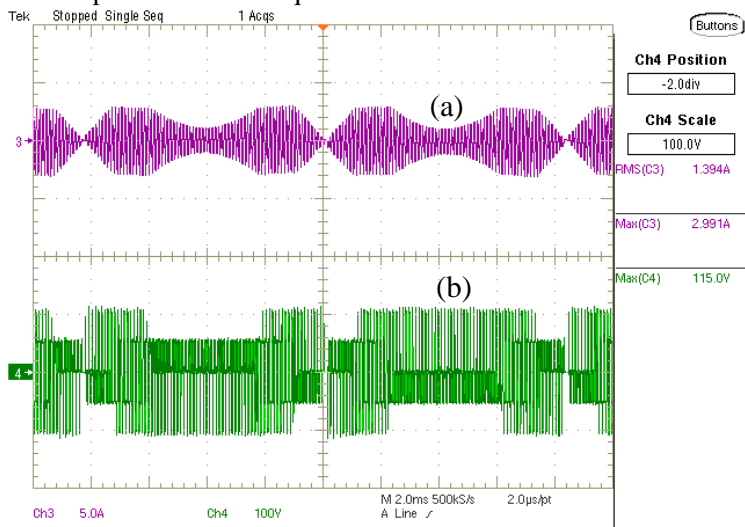 Tek Stopped Single Seq 1 Acqs
Buttons
Ch4 Position
-2.0div
Ch4 Scale
100.0V
(a)
3
RMS(C3) 1.394A
Max(C3) 2.991A
Max(C4) 115.0V
(b)
4
M 2.0ms 500kS/s 2.0µs/pt
Ch3 5.0A Ch4 100V A Line